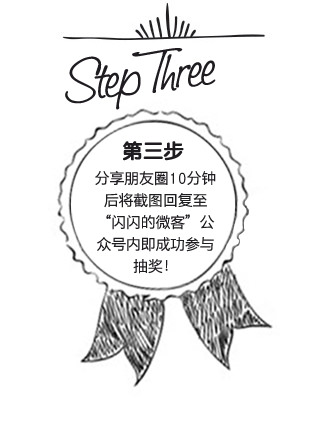 Step Three
第三步
分享朋友圈10分钟
后将截图回复至
“闪闪的微客”公
众号内即成功参与
抽奖!